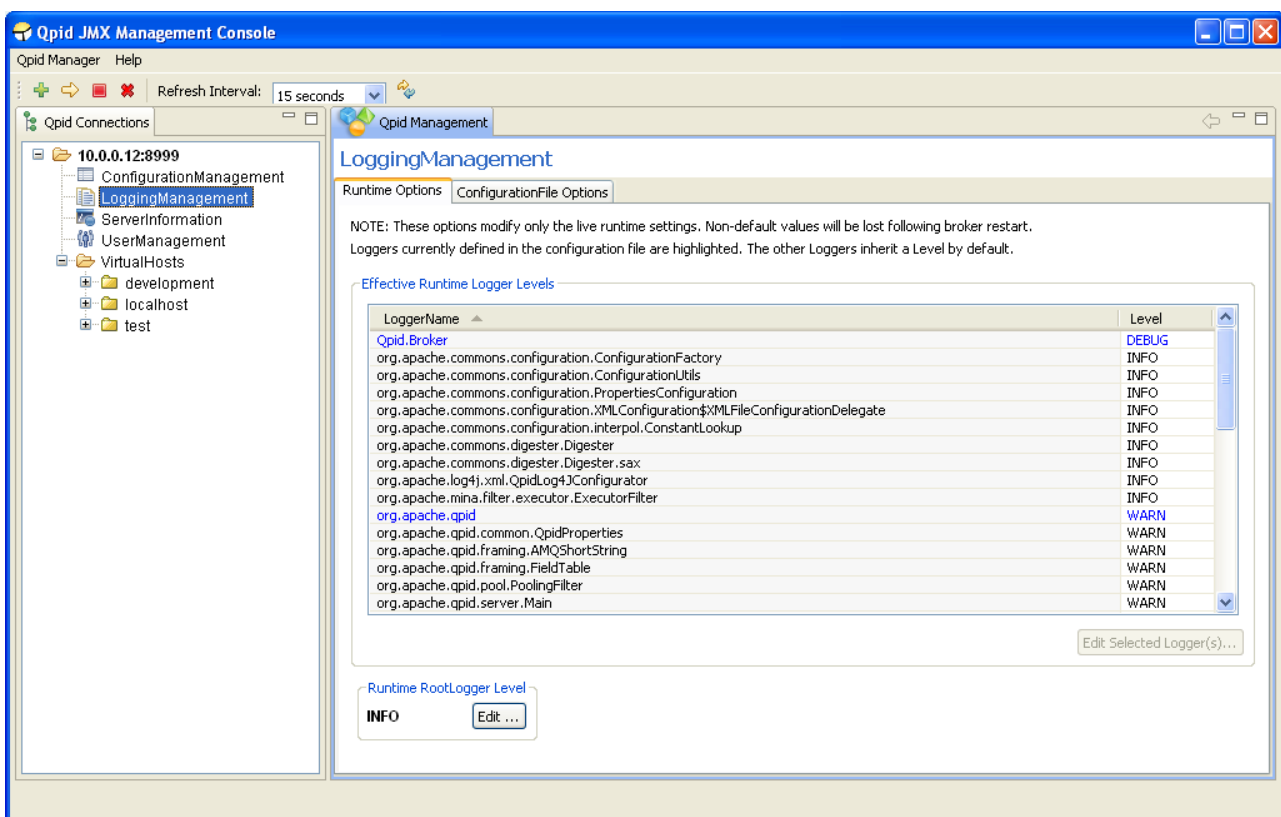 Qpid JMX Management Console
Qpid Manager Help
Refresh Interval: 15 seconds
Qpid Connections
10.0.0.12:8999
ConfigurationManagement
LoggingManagement
ServerInformation
UserManagement
VirtualHosts
development
localhost
test
Qpid Management
LoggingManagement
Runtime Options ConfigurationFile Options
NOTE: These options modify only the live runtime settings. Non-default values will be lost following broker restart.
Loggers currently defined in the configuration file are highlighted. The other Loggers inherit a Level by default.
Effective Runtime Logger Levels
LoggerName Level
Qpid.Broker DEBUG
org.apache.commons.configuration.ConfigurationFactory INFO
org.apache.commons.configuration.ConfigurationUtils INFO
org.apache.commons.configuration.PropertiesConfiguration INFO
org.apache.commons.configuration.XMLConfiguration$XMLFileConfigurationDelegate INFO
org.apache.commons.configuration.interpol.ConstantLookup INFO
org.apache.commons.digester.Digester INFO
org.apache.commons.digester.Digester.sax INFO
org.apache.log4j.xml.QpidLog4JConfigurator INFO
org.apache.mina.filter.executor.ExecutorFilter INFO
org.apache.qpid WARN
org.apache.qpid.common.QpidProperties WARN
org.apache.qpid.framing.AMQShortString WARN
org.apache.qpid.framing.FieldTable WARN
org.apache.qpid.pool.PoolingFilter WARN
org.apache.qpid.server.Main WARN
Edit Selected Logger(s)...
Runtime RootLogger Level
INFO Edit ...